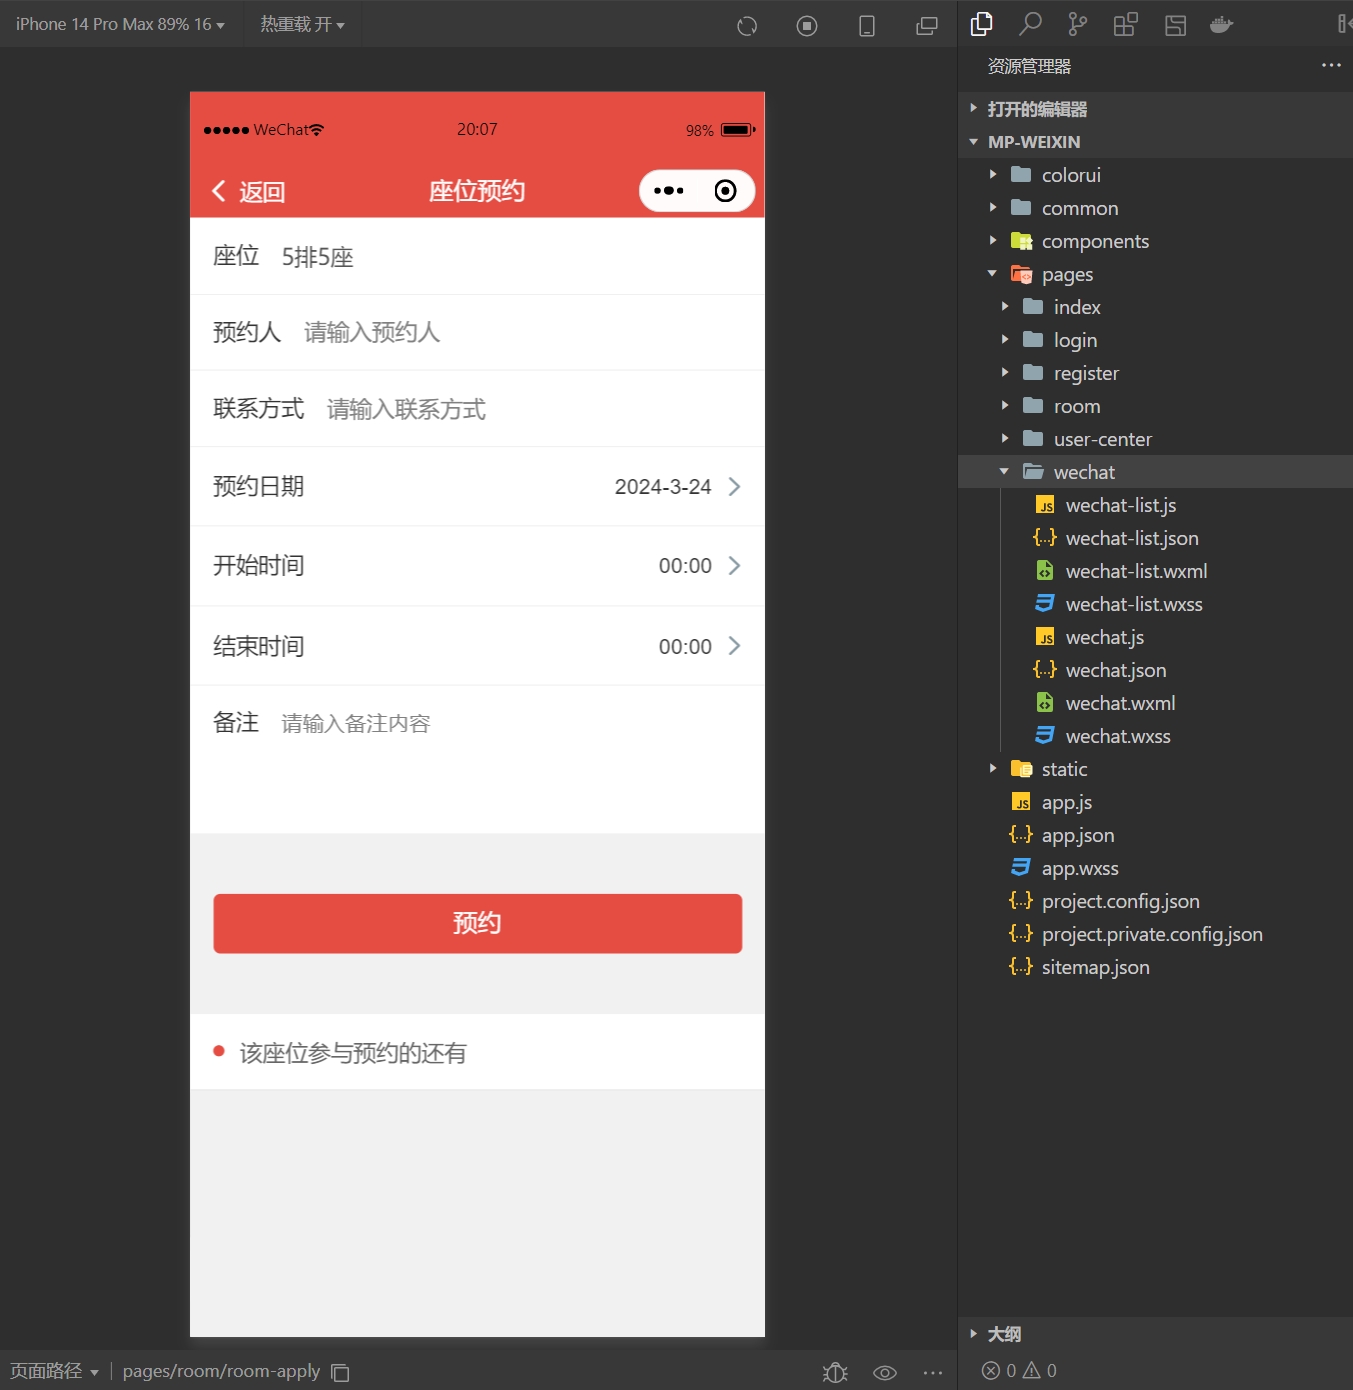 iPhone 14 Pro Max 89% 16
热重载 开
WeChat
20:07
98%
返回
座位预约
座位 5排5座
预约人 请输入预约人
联系方式 请输入联系方式
预约日期 2024-3-24
开始时间 00:00
结束时间 00:00
备注 请输入备注内容
预约
该座位参与预约的还有
页面路径
pages/room/room-apply
资源管理器
打开的编辑器
MP-WEIXIN
colorui
common
components
pages
index
login
register
room
user-center
wechat
JS wechat-list.js
{..} wechat-list.json
wechat-list.wxml
wechat-list.wxss
JS wechat.js
{..} wechat.json
wechat.wxml
wechat.wxss
static
JS app.js
{..} app.json
app.wxss
{..} project.config.json
{..} project.private.config.json
{..} sitemap.json
大纲
0 0